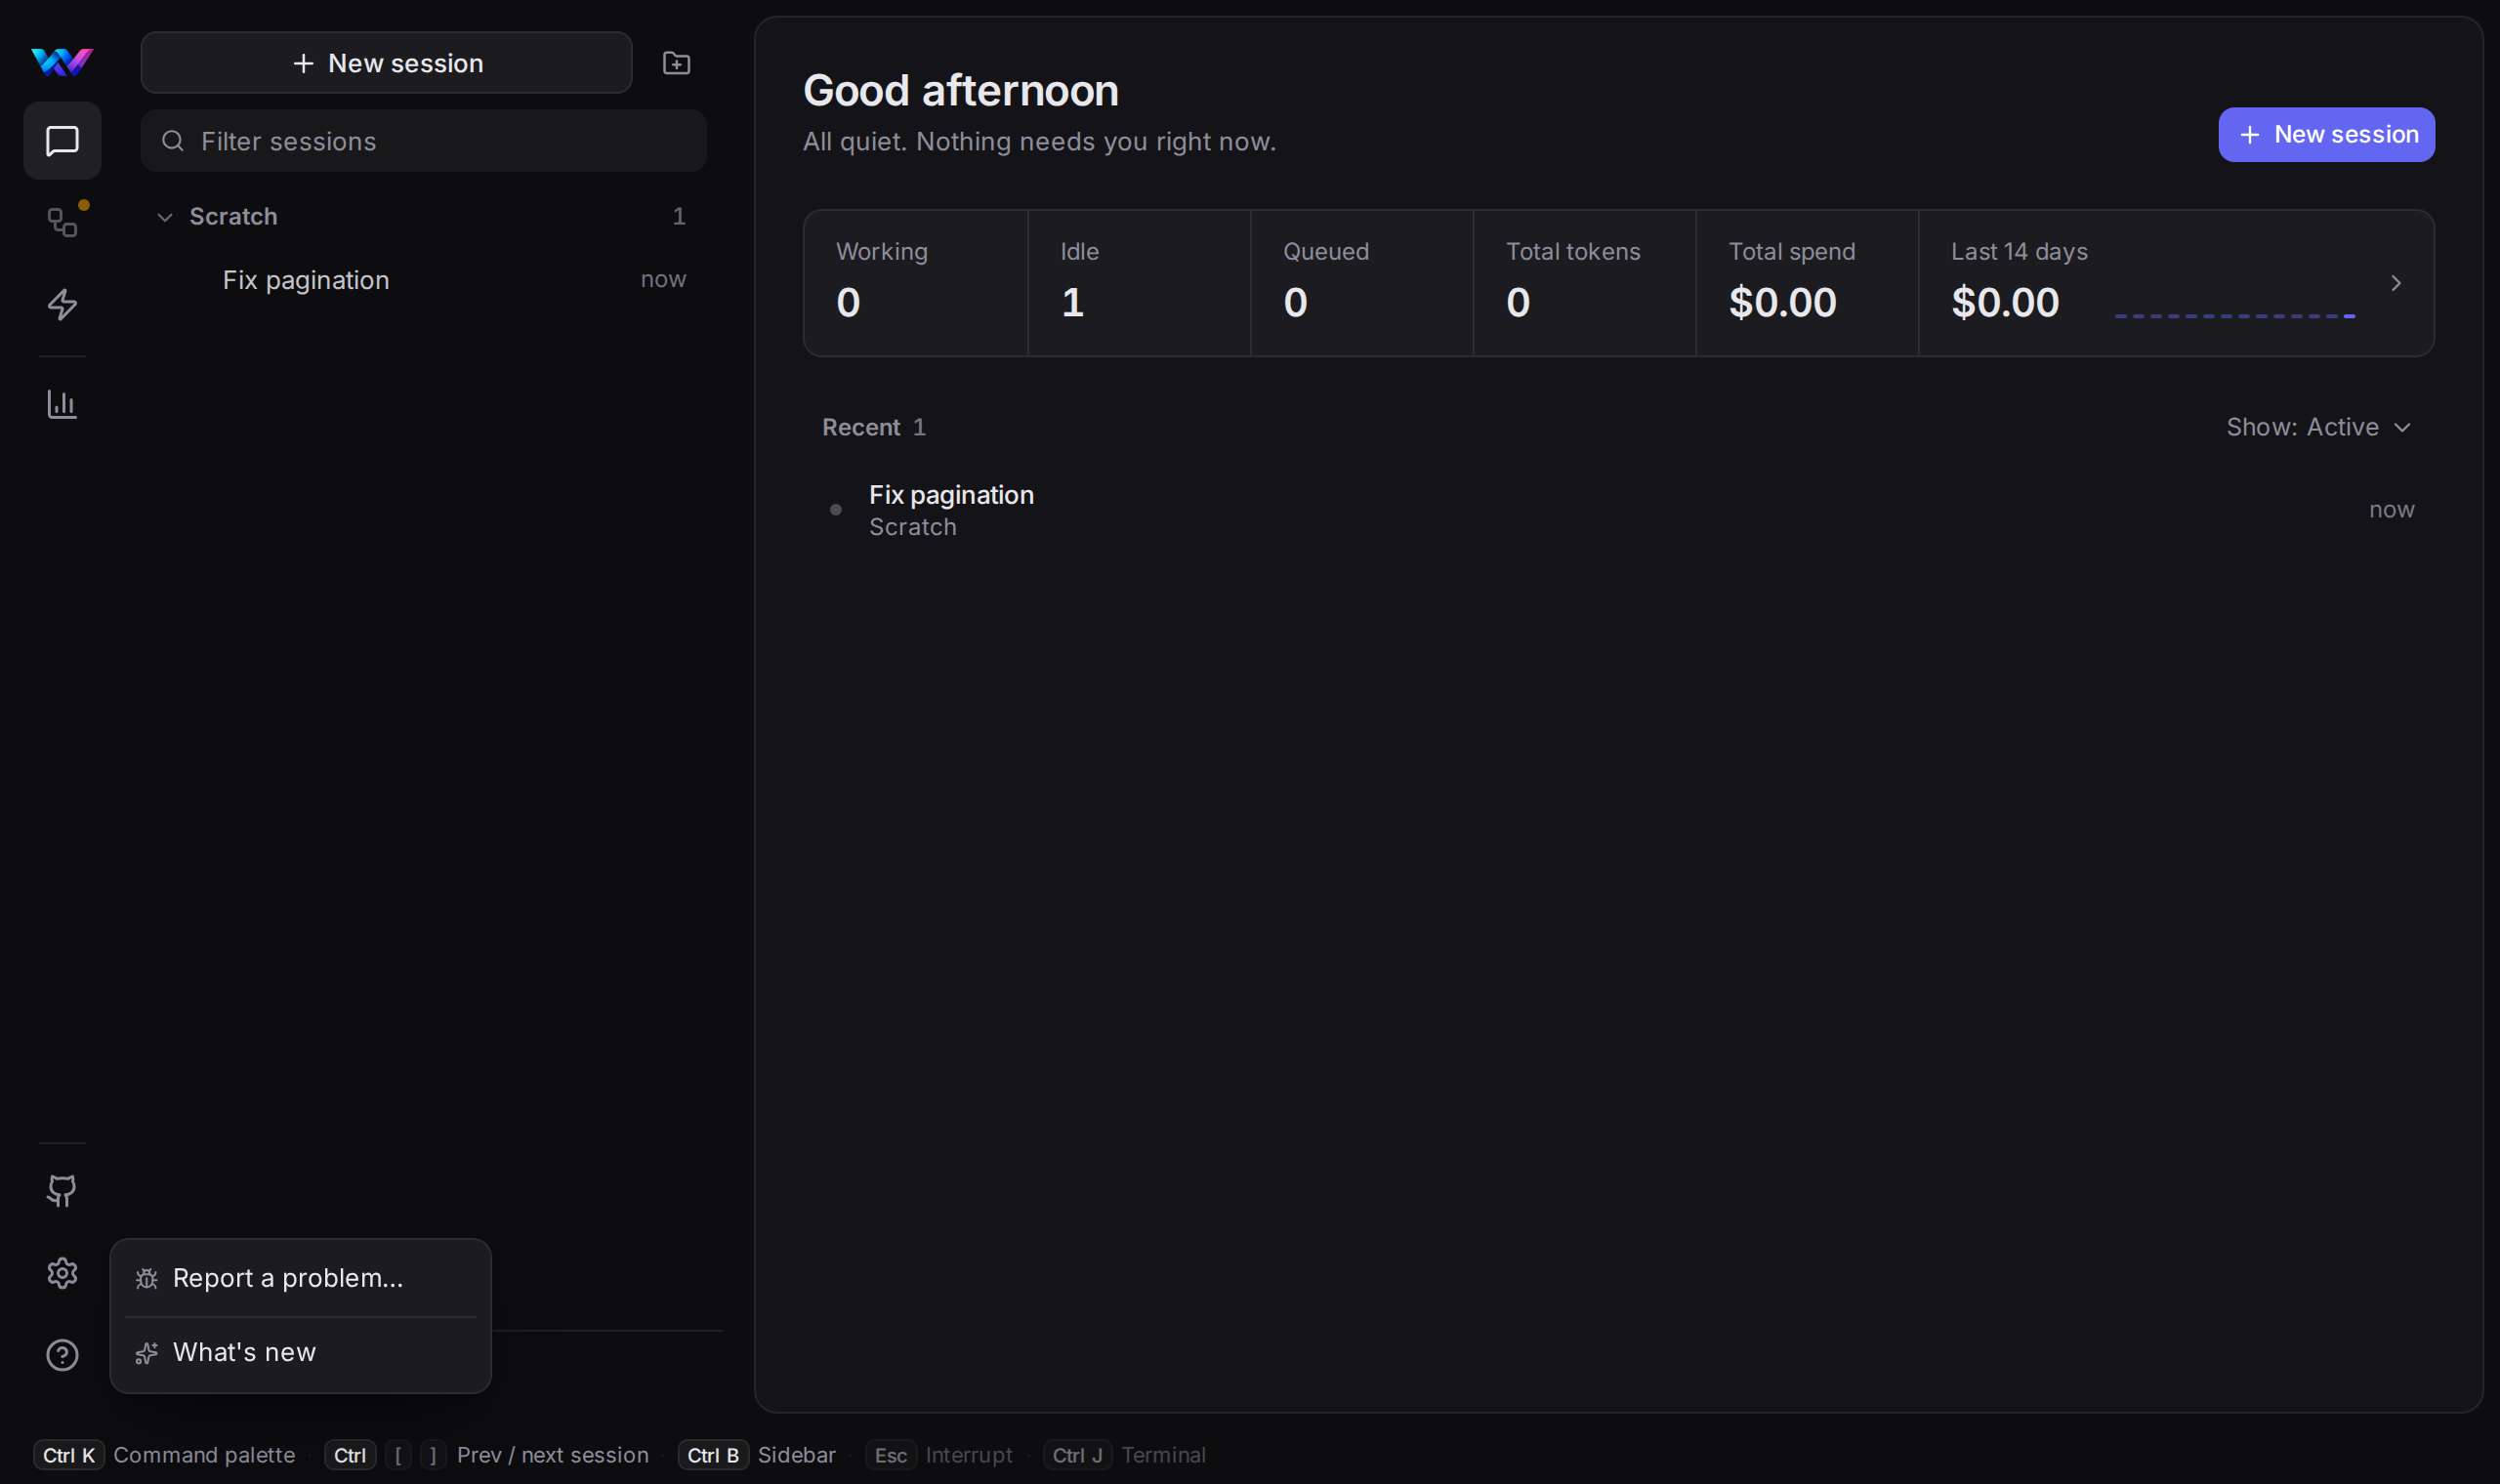 New session
Filter sessions
Scratch 1
Fix pagination now
Good afternoon
All quiet. Nothing needs you right now.
New session
Working Idle Queued Total tokens Total spend Last 14 days
0 1 0 0 $0.00 $0.00
Recent 1 Show: Active
Fix pagination
Scratch
now
Report a problem...
What's new
Ctrl K Command palette · Ctrl [ ] Prev / next session · Ctrl B Sidebar · Esc Interrupt · Ctrl J Terminal